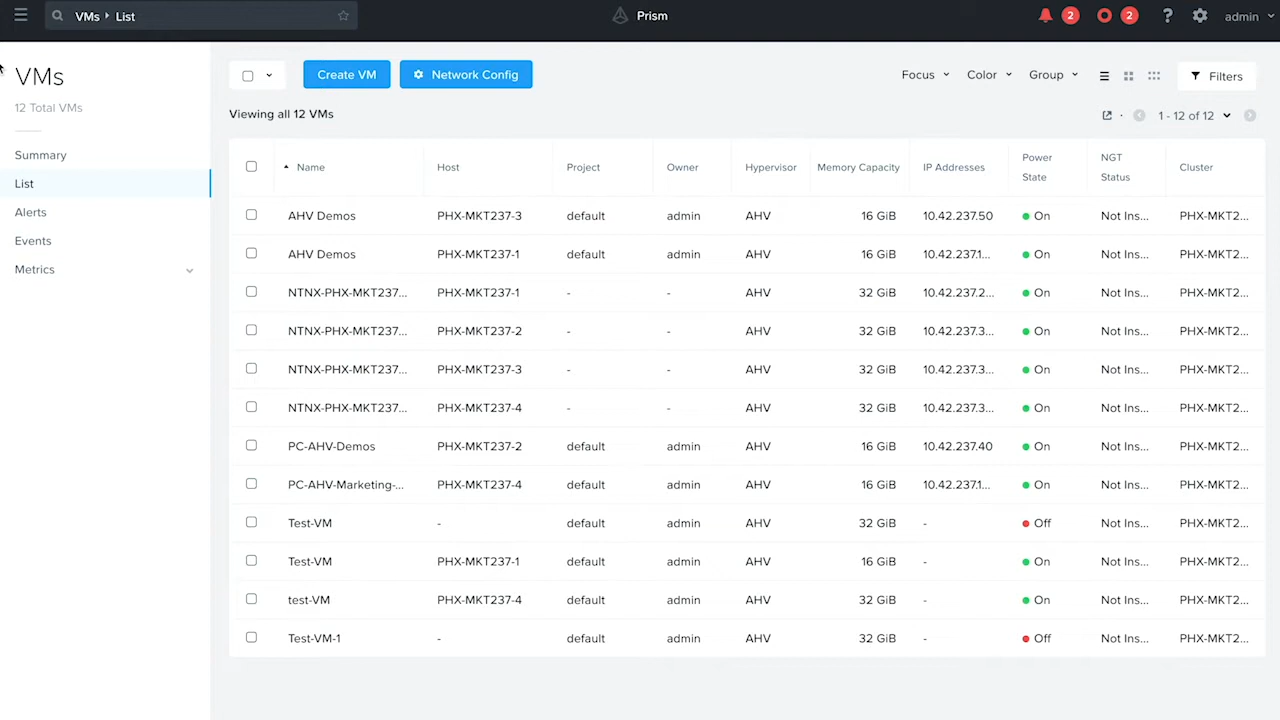 VMs ▸ List
Prism
2
2
?
admin
VMs
12 Total VMs
Summary
List
Alerts
Events
Metrics
Create VM
Network Config
Focus
Color
Group
Filters
Viewing all 12 VMs
1 - 12 of 12
Name Host Project Owner Hypervisor Memory Capacity IP Addresses Power State NGT Status Cluster
AHV Demos PHX-MKT237-3 default admin AHV 16 GiB 10.42.237.50 On Not Ins... PHX-MKT2...
AHV Demos PHX-MKT237-1 default admin AHV 16 GiB 10.42.237.1... On Not Ins... PHX-MKT2...
NTNX-PHX-MKT237... PHX-MKT237-1 - - AHV 32 GiB 10.42.237.2... On Not Ins... PHX-MKT2...
NTNX-PHX-MKT237... PHX-MKT237-2 - - AHV 32 GiB 10.42.237.3... On Not Ins... PHX-MKT2...
NTNX-PHX-MKT237... PHX-MKT237-3 - - AHV 32 GiB 10.42.237.3... On Not Ins... PHX-MKT2...
NTNX-PHX-MKT237... PHX-MKT237-4 - - AHV 32 GiB 10.42.237.3... On Not Ins... PHX-MKT2...
PC-AHV-Demos PHX-MKT237-2 default admin AHV 16 GiB 10.42.237.40 On Not Ins... PHX-MKT2...
PC-AHV-Marketing-... PHX-MKT237-4 default admin AHV 16 GiB 10.42.237.1... On Not Ins... PHX-MKT2...
Test-VM - default admin AHV 32 GiB - Off Not Ins... PHX-MKT2...
Test-VM PHX-MKT237-1 default admin AHV 16 GiB - On Not Ins... PHX-MKT2...
test-VM PHX-MKT237-4 default admin AHV 32 GiB - On Not Ins... PHX-MKT2...
Test-VM-1 - default admin AHV 32 GiB - Off Not Ins... PHX-MKT2...